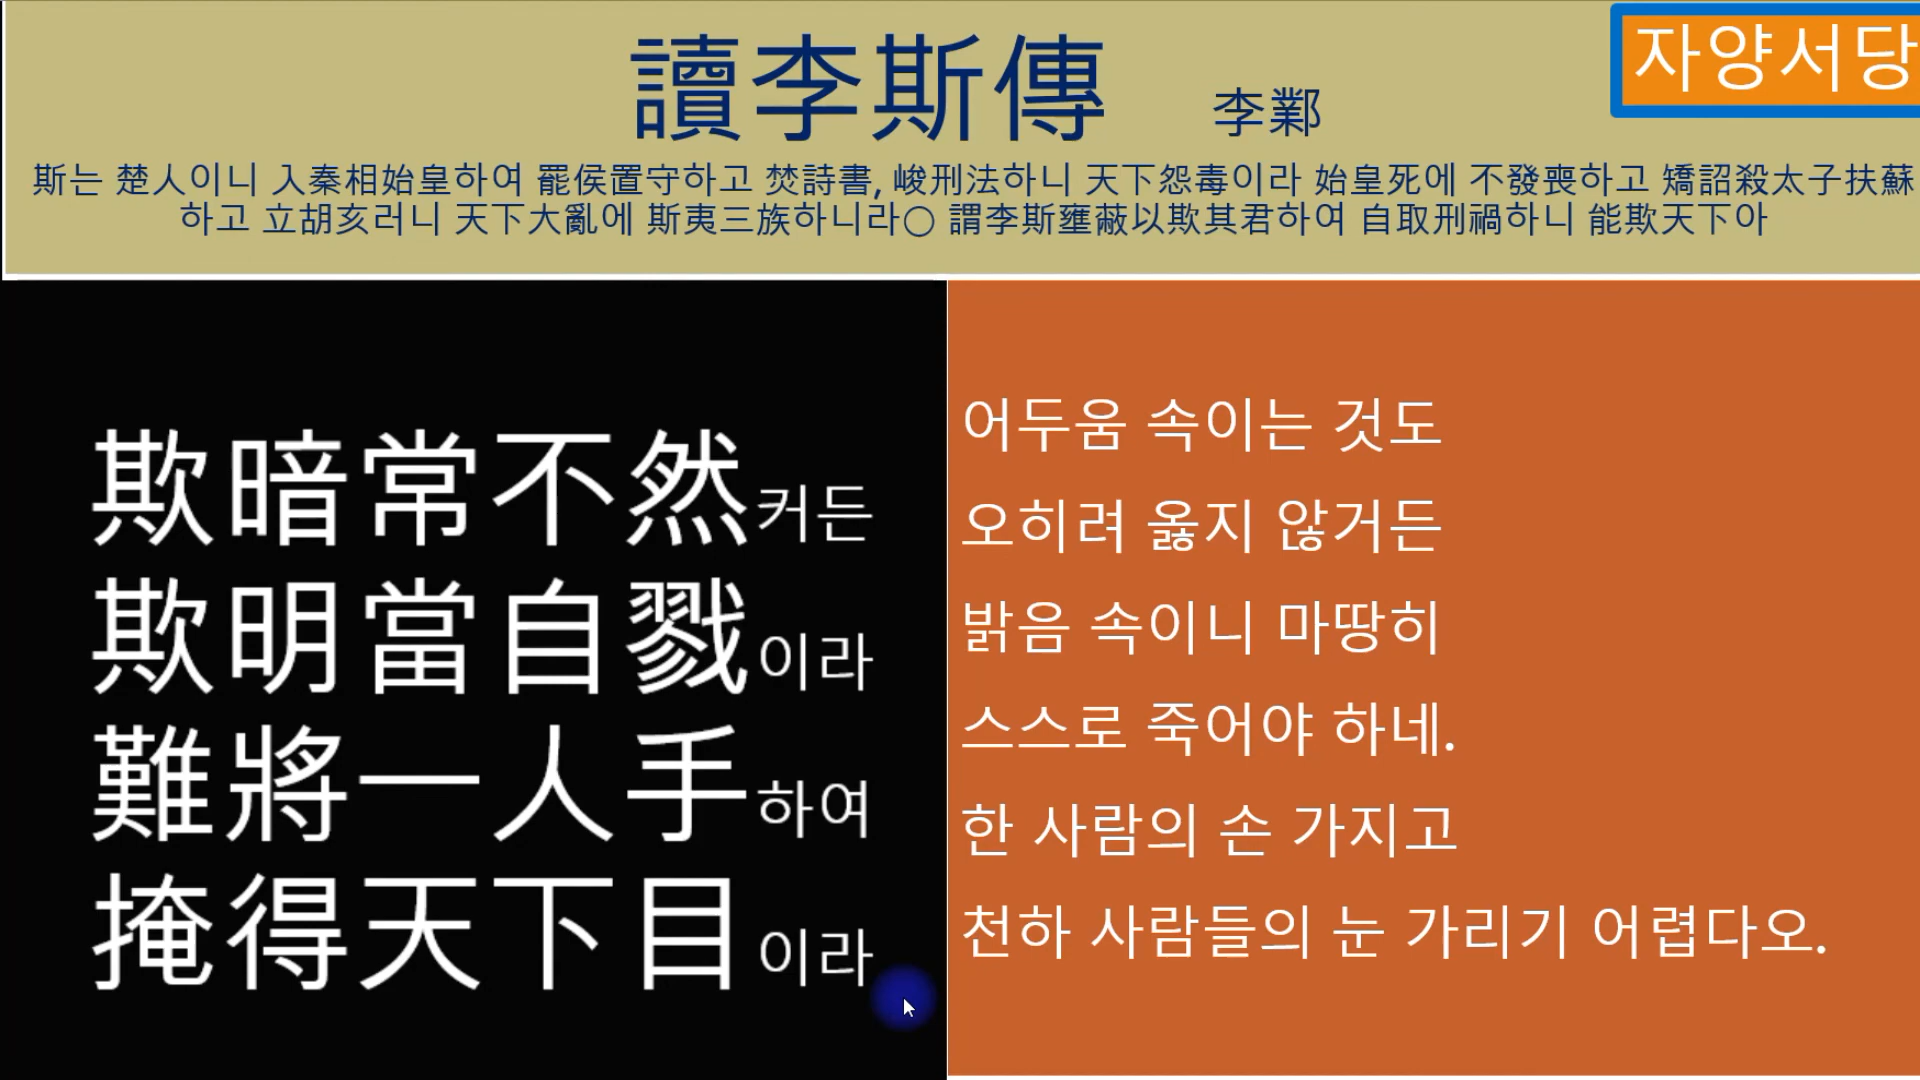 讀李斯傳 李鄴
자양서당
斯는 楚人이니 入秦相始皇하여 罷侯置守하고 焚詩書, 峻刑法하니 天下怨毒이라 始皇死에 不發喪하고 矯詔殺太子扶蘇
하고 立胡亥러니 天下大亂에 斯夷三族하니라○ 謂李斯壅蔽以欺其君하여 自取刑禍하니 能欺天下아
欺暗常不然커든
欺明當自戮이라
難將一人手하여
掩得天下目이라
어두움 속이는 것도
오히려 옳지 않거든
밝음 속이니 마땅히
스스로 죽어야 하네.
한 사람의 손 가지고
천하 사람들의 눈 가리기 어렵다오.